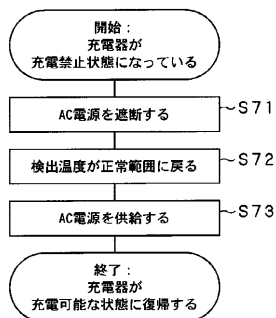 開始：
充電器が
充電禁止状態になっている
AC電源を遮断する
S71
検出温度が正常範囲に戻る
S72
AC電源を供給する
S73
終了：
充電器が
充電可能な状態に復帰する